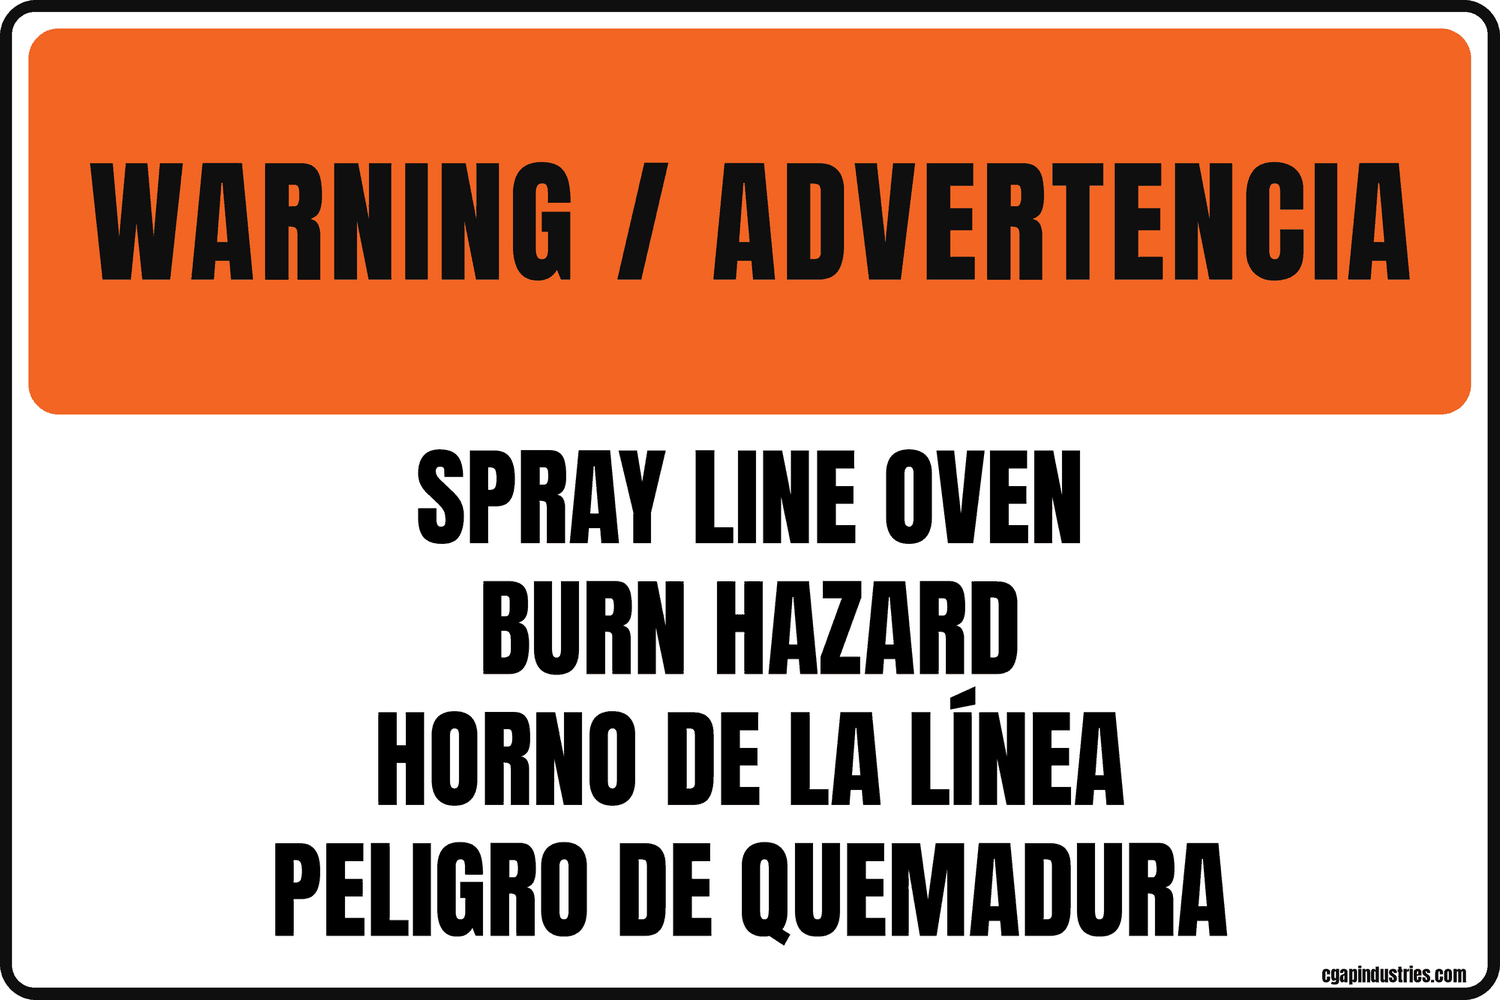 WARNING / ADVERTENCIA
SPRAY LINE OVEN
BURN HAZARD
HORNO DE LA LÍNEA
PELIGRO DE QUEMADURA
cgapindustries.com